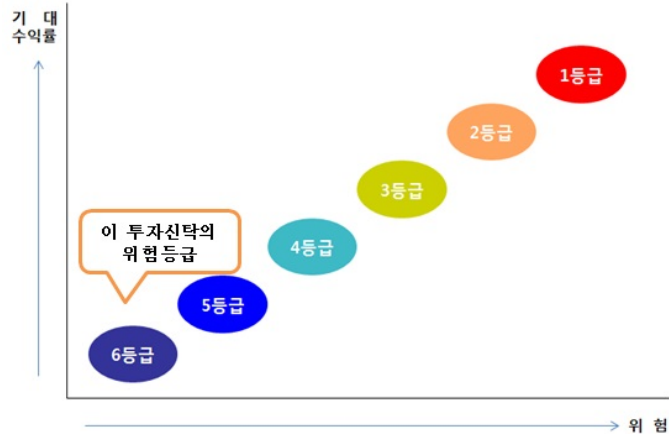 기 대
수익률
1등급
2등급
3등급
이 투자신탁의
위험등급
4등급
5등급
6등급
위 험